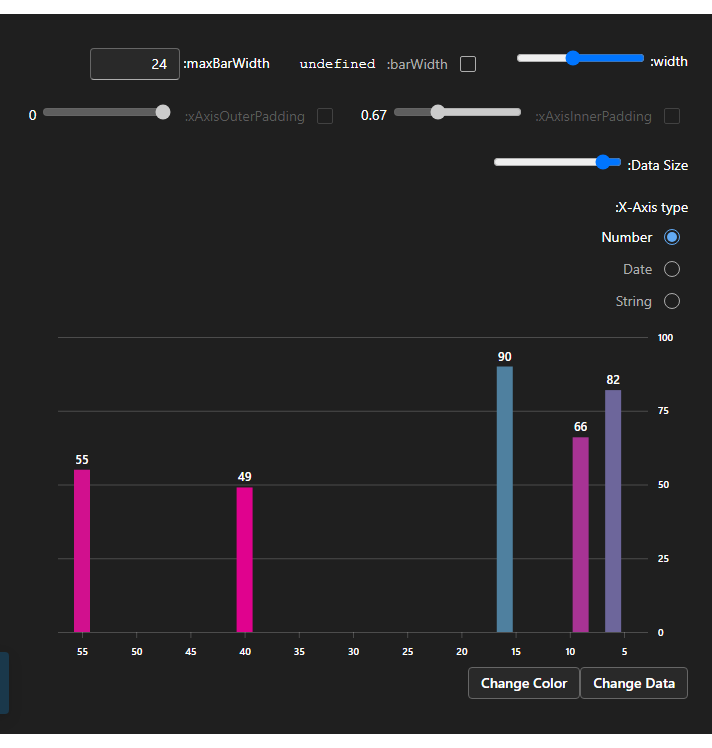 width:
barWidth: undefined
maxBarWidth: 24
xAxisInnerPadding: 0.67
xAxisOuterPadding: 0
Data Size:
X-Axis type:
Number
Date
String
100
75
50
25
0
55
49
90
66
82
55 50 45 40 35 30 25 20 15 10 5
Change Color
Change Data